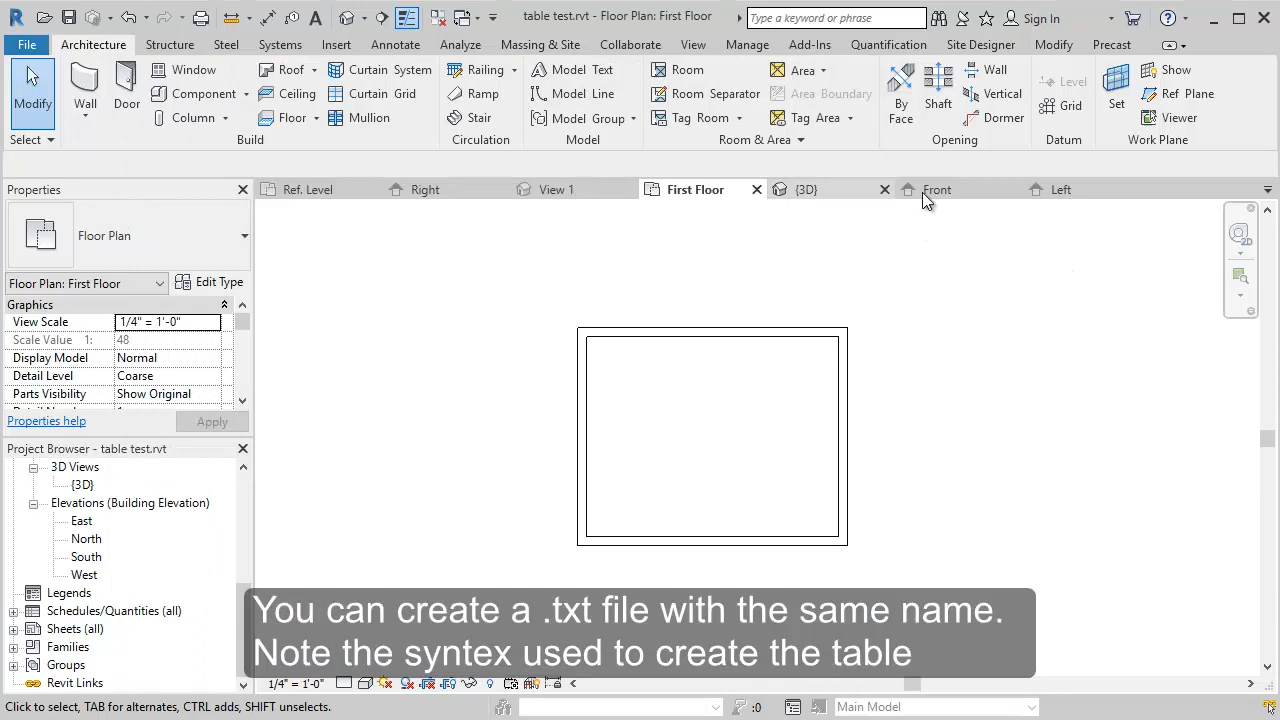 table test.rvt - Floor Plan: First Floor
Type a keyword or phrase
Sign In
File
Architecture
Structure
Steel
Systems
Insert
Annotate
Analyze
Massing & Site
Collaborate
View
Manage
Add-Ins
Quantification
Site Designer
Modify
Precast
Modify
Select
Wall
Door
Window
Component
Column
Roof
Ceiling
Floor
Curtain System
Curtain Grid
Mullion
Build
Railing
Ramp
Stair
Circulation
Model Text
Model Line
Model Group
Model
Room
Room Separator
Tag Room
Area
Area Boundary
Tag Area
Room & Area
By
Face
Shaft
Wall
Vertical
Dormer
Opening
Level
Grid
Datum
Set
Show
Ref Plane
Viewer
Work Plane
Properties
Ref. Level
Right
View 1
First Floor
{3D}
Front
Left
Floor Plan
Floor Plan: First Floor
Edit Type
Graphics
View Scale 1/4" = 1'-0"
Scale Value 1: 48
Display Model Normal
Detail Level Coarse
Parts Visibility Show Original
Properties help
Apply
Project Browser - table test.rvt
3D Views
{3D}
Elevations (Building Elevation)
East
North
South
West
Legends
Schedules/Quantities (all)
Sheets (all)
Families
Groups
Revit Links
2D
You can create a .txt file with the same name.
Note the syntex used to create the table
1/4" = 1'-0"
Click to select, TAB for alternates, CTRL adds, SHIFT unselects.
:0
Main Model